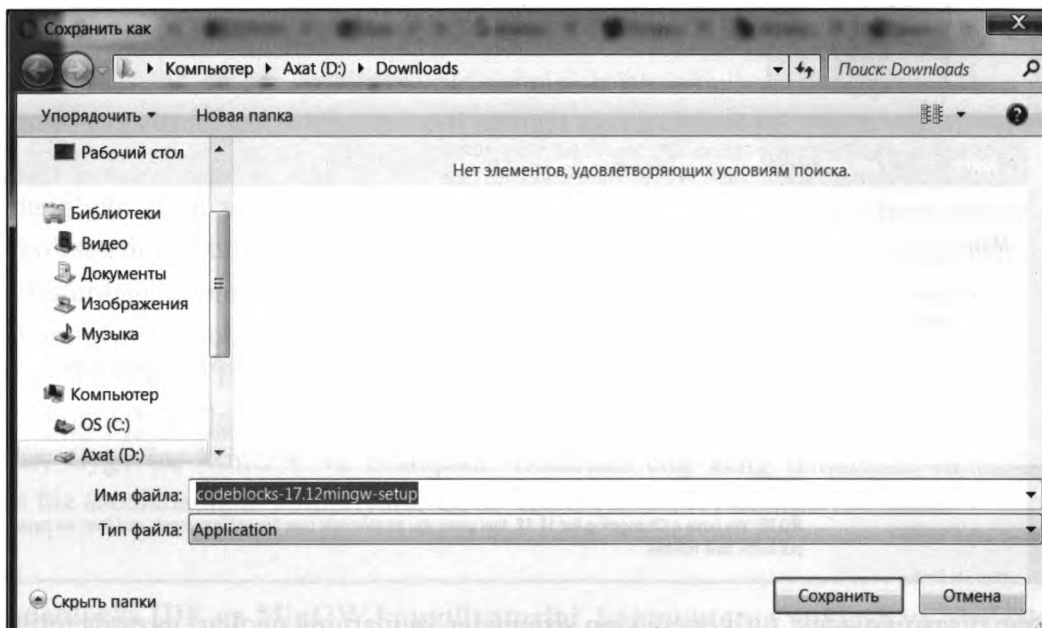 Сохранить как
Компьютер ▸ Axat (D:) ▸ Downloads
Поиск: Downloads
Упорядочить
Новая папка
Рабочий стол
Нет элементов, удовлетворяющих условиям поиска.
Библиотеки
Видео
Документы
Изображения
Музыка
Компьютер
OS (C:)
Axat (D:)
Имя файла: codeblocks-17.12mingw-setup
Тип файла: Application
Скрыть папки
Сохранить
Отмена